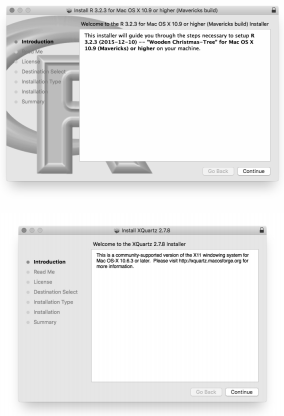 Install R 3.2.3 for Mac OS X 10.9 or higher (Mavericks build)
Welcome to the R 3.2.3 for Mac OS X 10.9 or higher (Mavericks build) Installer
Introduction
Read Me
License
Destination Select
Installation Type
Installation
Summary
This installer will guide you through the steps necessary to setup R
3.2.3 (2015-12-10) -- "Wooden Christmas-Tree" for Mac OS X
10.9 (Mavericks) or higher on your machine.
Go Back
Continue
Install XQuartz 2.7.8
Welcome to the XQuartz 2.7.8 Installer
Introduction
Read Me
License
Destination Select
Installation Type
Installation
Summary
This is a community-supported version of the X11 windowing system for
Mac OS X 10.6.3 or later. Please visit http://xquartz.macosforge.org for
more information.
Go Back
Continue